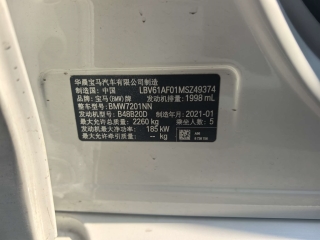 华晨宝马汽车有限公司制造
制造国：中国 LBV61AF01MSZ49374
品牌：宝马(BMW)牌 发动机排量：1998 mL
整车型号：BMW7201NN
发动机型号：B48B20D 制造年月：2021-01
最大允许总质量：2260 kg 乘坐人数：5
发动机最大净功率：185 kW
最大允许牵引质量：-- kg